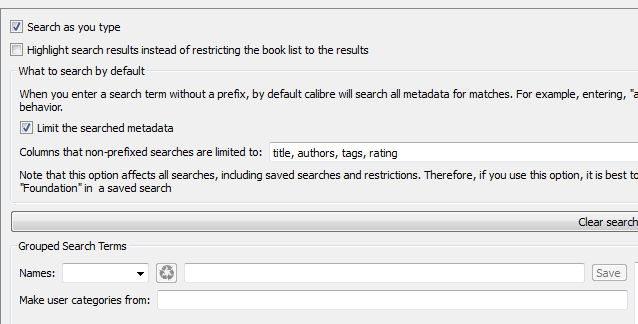 Search as you type
Highlight search results instead of restricting the book list to the results
What to search by default
When you enter a search term without a prefix, by default calibre will search all metadata for matches. For example, entering, "a
behavior.
Limit the searched metadata
Columns that non-prefixed searches are limited to: title, authors, tags, rating
Note that this option affects all searches, including saved searches and restrictions. Therefore, if you use this option, it is best to
"Foundation" in a saved search
Clear search
Grouped Search Terms
Names: Save
Make user categories from: